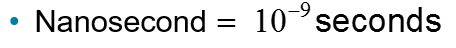 • Nanosecond = 10⁻⁹ seconds